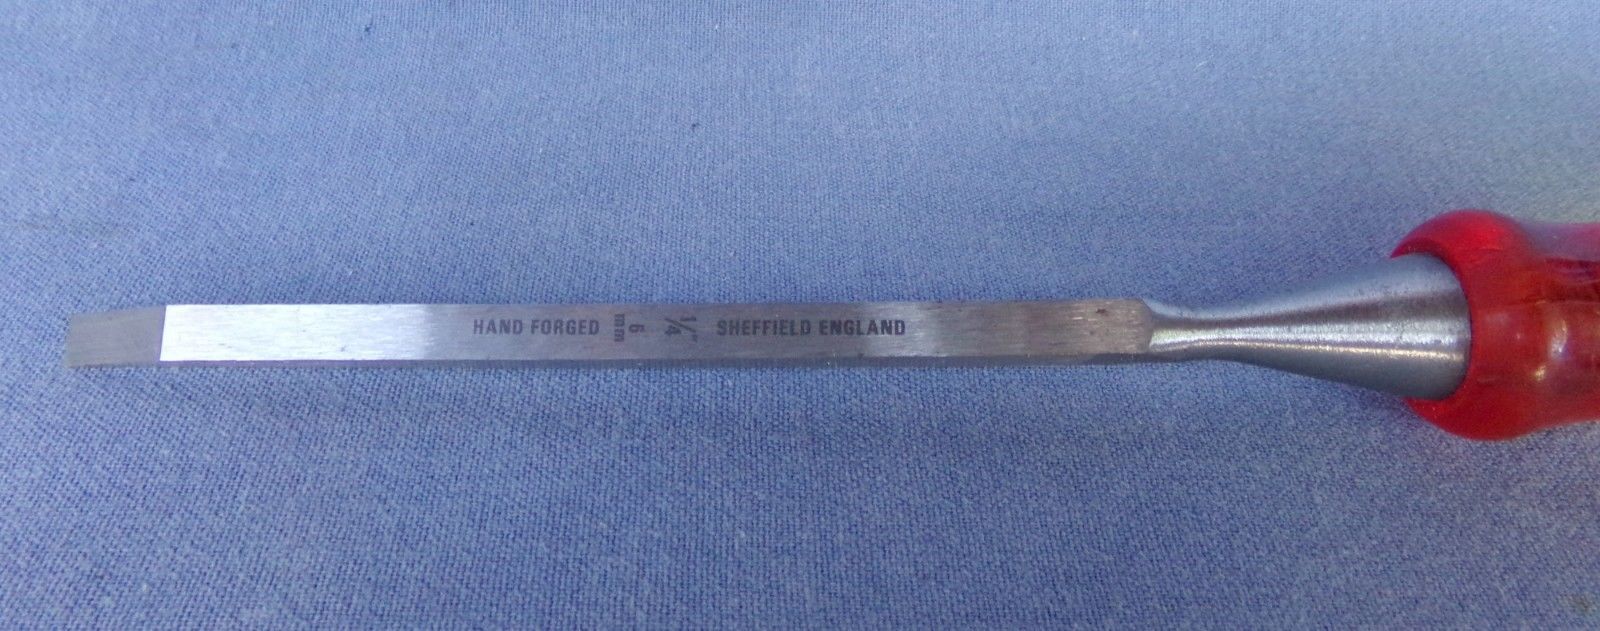 HAND FORGED
6 mm
1/4"
SHEFFIELD ENGLAND